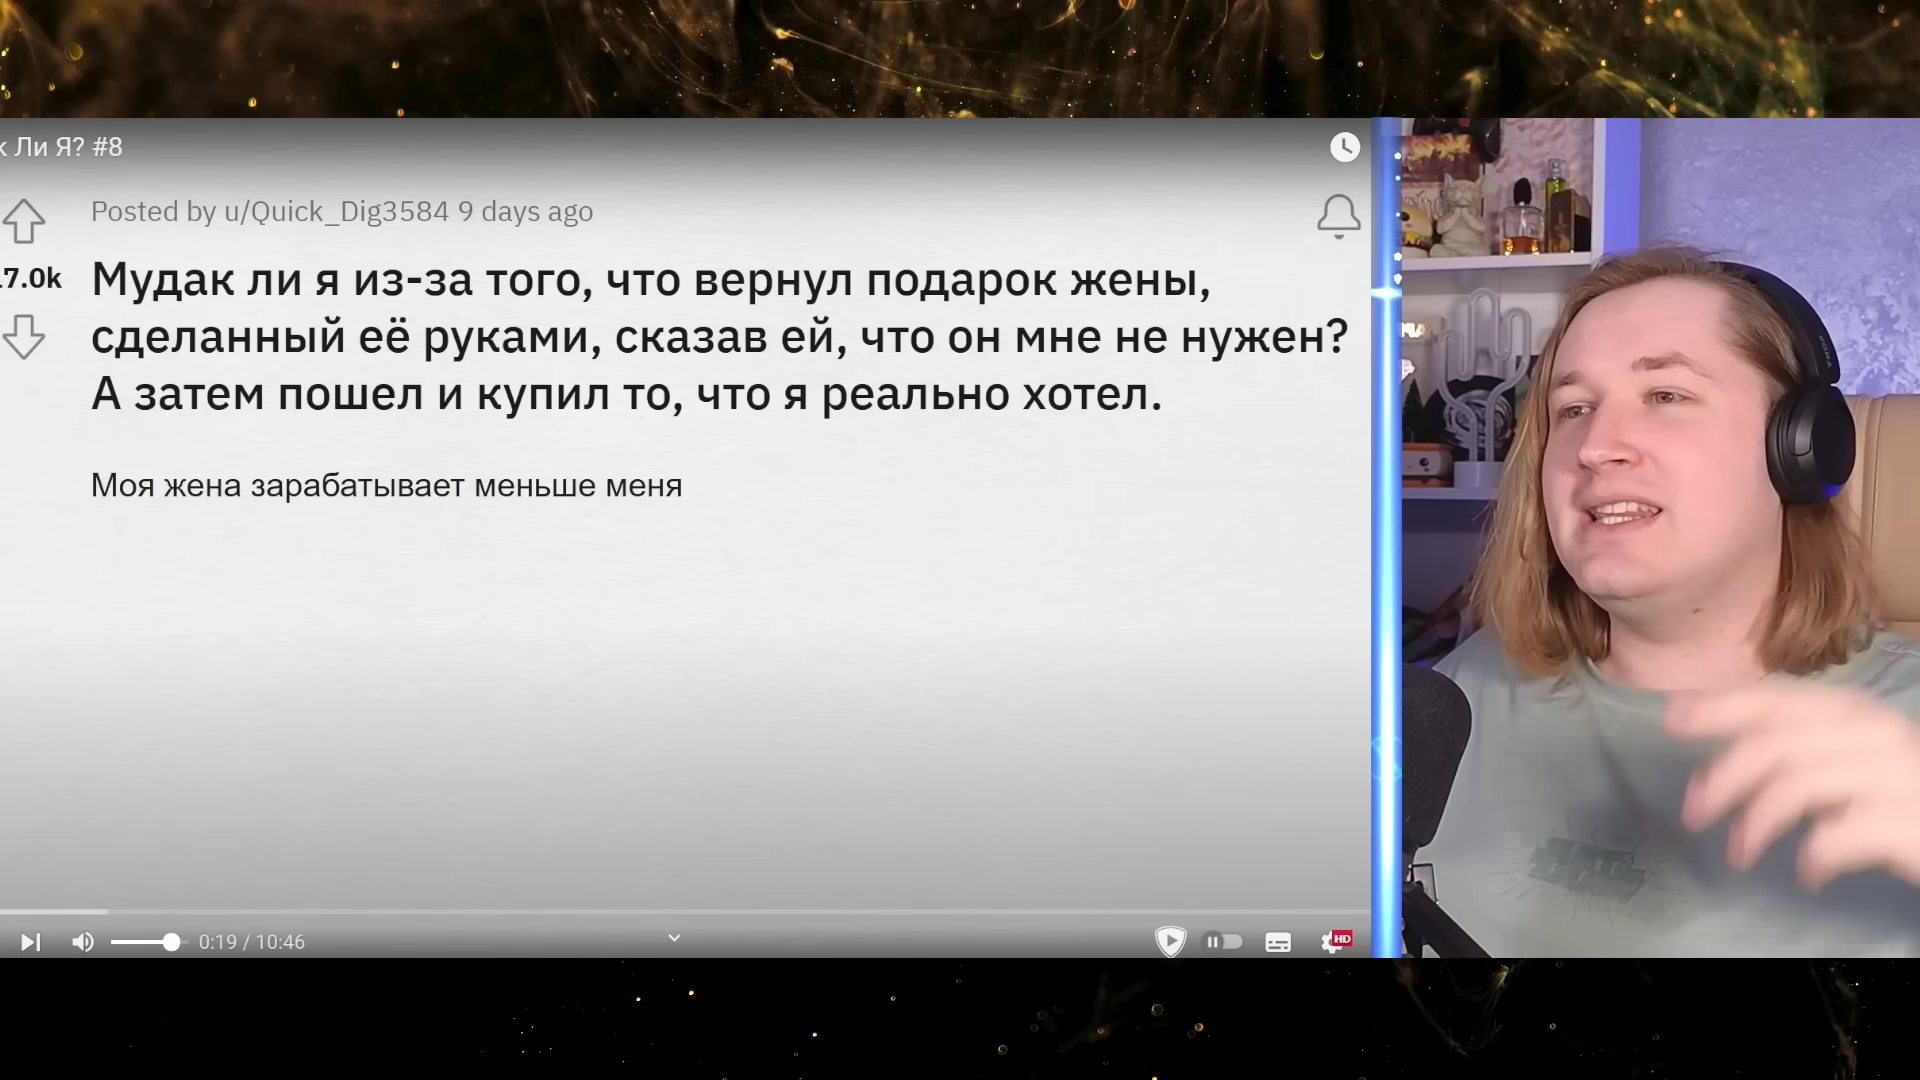 к Ли Я? #8
Posted by u/Quick_Dig3584 9 days ago
7.0k
Мудак ли я из-за того, что вернул подарок жены,
сделанный её руками, сказав ей, что он мне не нужен?
А затем пошел и купил то, что я реально хотел.
Моя жена зарабатывает меньше меня
0:19 / 10:46
HD